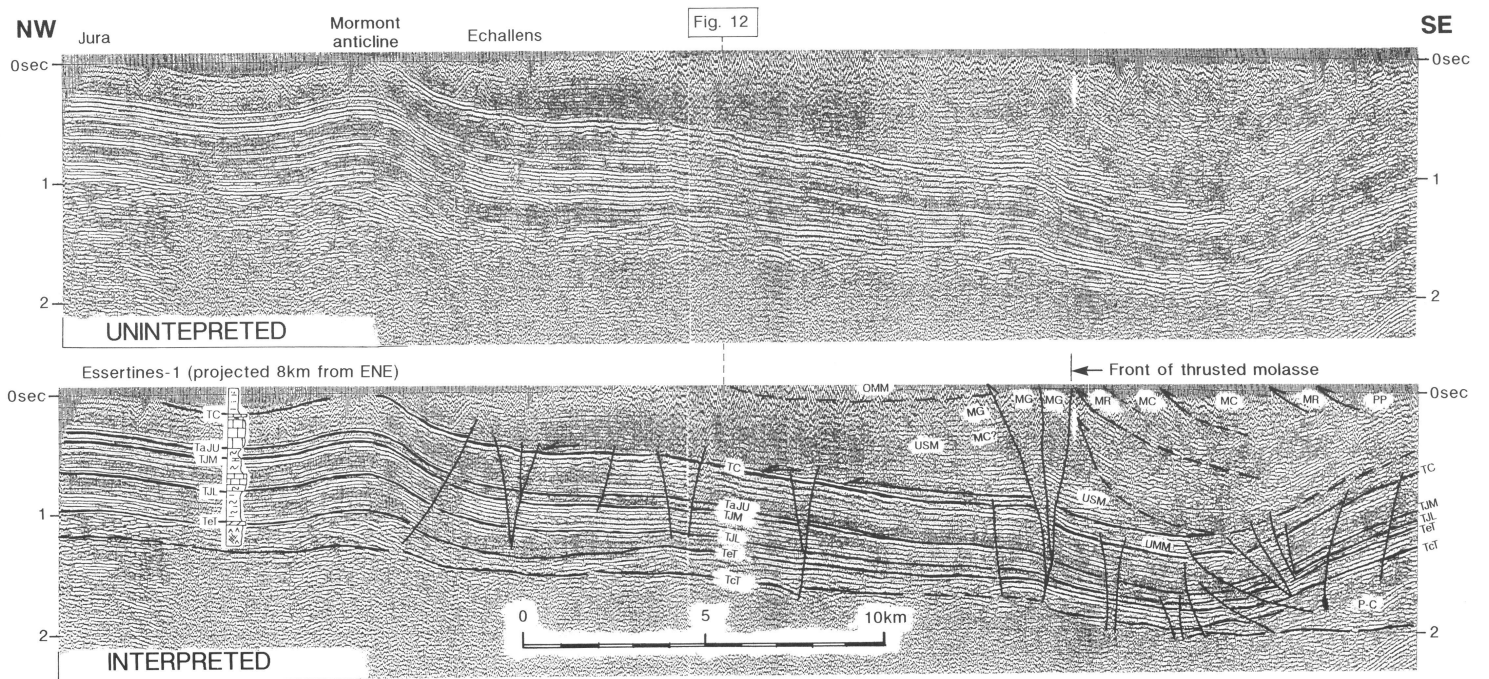 NW
Jura
Mormont
anticline
Echallens
Fig. 12
SE
0sec
0sec
1
1
2
2
UNINTEPRETED
Essertines-1 (projected 8km from ENE)
Front of thrusted molasse
0sec
OMM
MG
MG
MG
MR
MC
MC
MR
PP
0sec
TC
MC?
USM
TaJU
TJM
TC
TC
TJL
USM
TaJU
TJM
TJM
TJL
TeT
TeT
1
TJL
UMM
TeT
TcT
TcT
P-C
0
5
10km
2
2
INTERPRETED